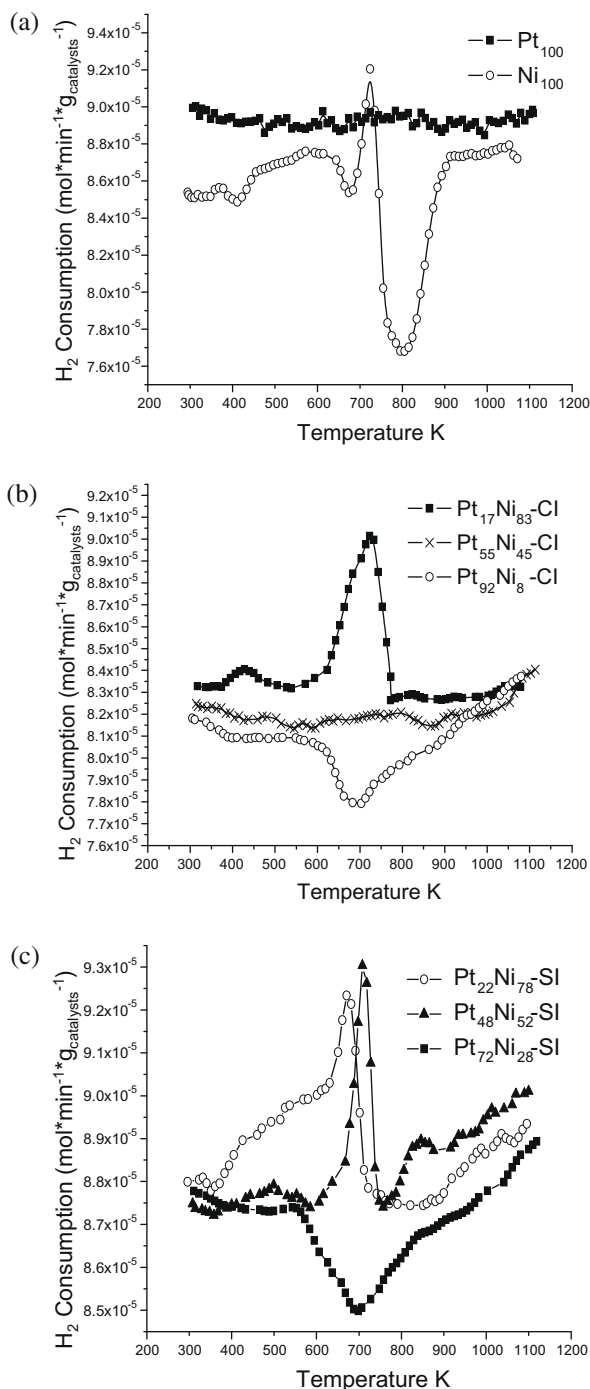 (a)
Pt₁₀₀
Ni₁₀₀
H₂ Consumption (mol*min⁻¹*g_catalysts⁻¹)
9.4x10⁻⁵
9.2x10⁻⁵
9.0x10⁻⁵
8.8x10⁻⁵
8.6x10⁻⁵
8.4x10⁻⁵
8.2x10⁻⁵
8.0x10⁻⁵
7.8x10⁻⁵
7.6x10⁻⁵
200 300 400 500 600 700 800 900 1000 1100 1200
Temperature K
(b)
Pt₁₇Ni₈₃-CI
Pt₅₅Ni₄₅-CI
Pt₉₂Ni₈-CI
H₂ Consumption (mol*min⁻¹*g_catalysts⁻¹)
9.2x10⁻⁵
9.1x10⁻⁵
9.0x10⁻⁵
8.9x10⁻⁵
8.8x10⁻⁵
8.7x10⁻⁵
8.6x10⁻⁵
8.5x10⁻⁵
8.4x10⁻⁵
8.3x10⁻⁵
8.2x10⁻⁵
8.1x10⁻⁵
8.0x10⁻⁵
7.9x10⁻⁵
7.8x10⁻⁵
7.7x10⁻⁵
7.6x10⁻⁵
200 300 400 500 600 700 800 900 1000 1100 1200
Temperature K
(c)
Pt₂₂Ni₇₈-SI
Pt₄₈Ni₅₂-SI
Pt₇₂Ni₂₈-SI
H₂ Consumption (mol*min⁻¹*g_catalysts⁻¹)
9.3x10⁻⁵
9.2x10⁻⁵
9.1x10⁻⁵
9.0x10⁻⁵
8.9x10⁻⁵
8.8x10⁻⁵
8.7x10⁻⁵
8.6x10⁻⁵
8.5x10⁻⁵
200 300 400 500 600 700 800 900 1000 1100 1200
Temperature K